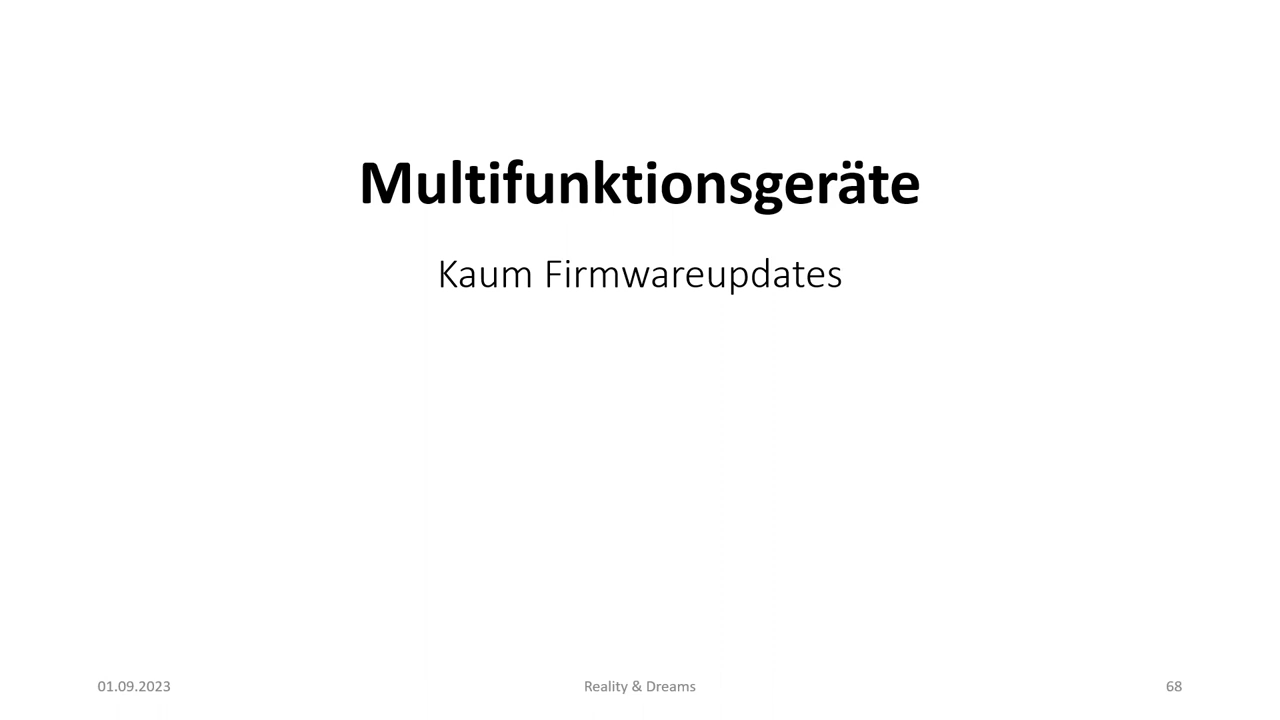 Multifunktionsgeräte
Kaum Firmwareupdates
01.09.2023
Reality & Dreams
68